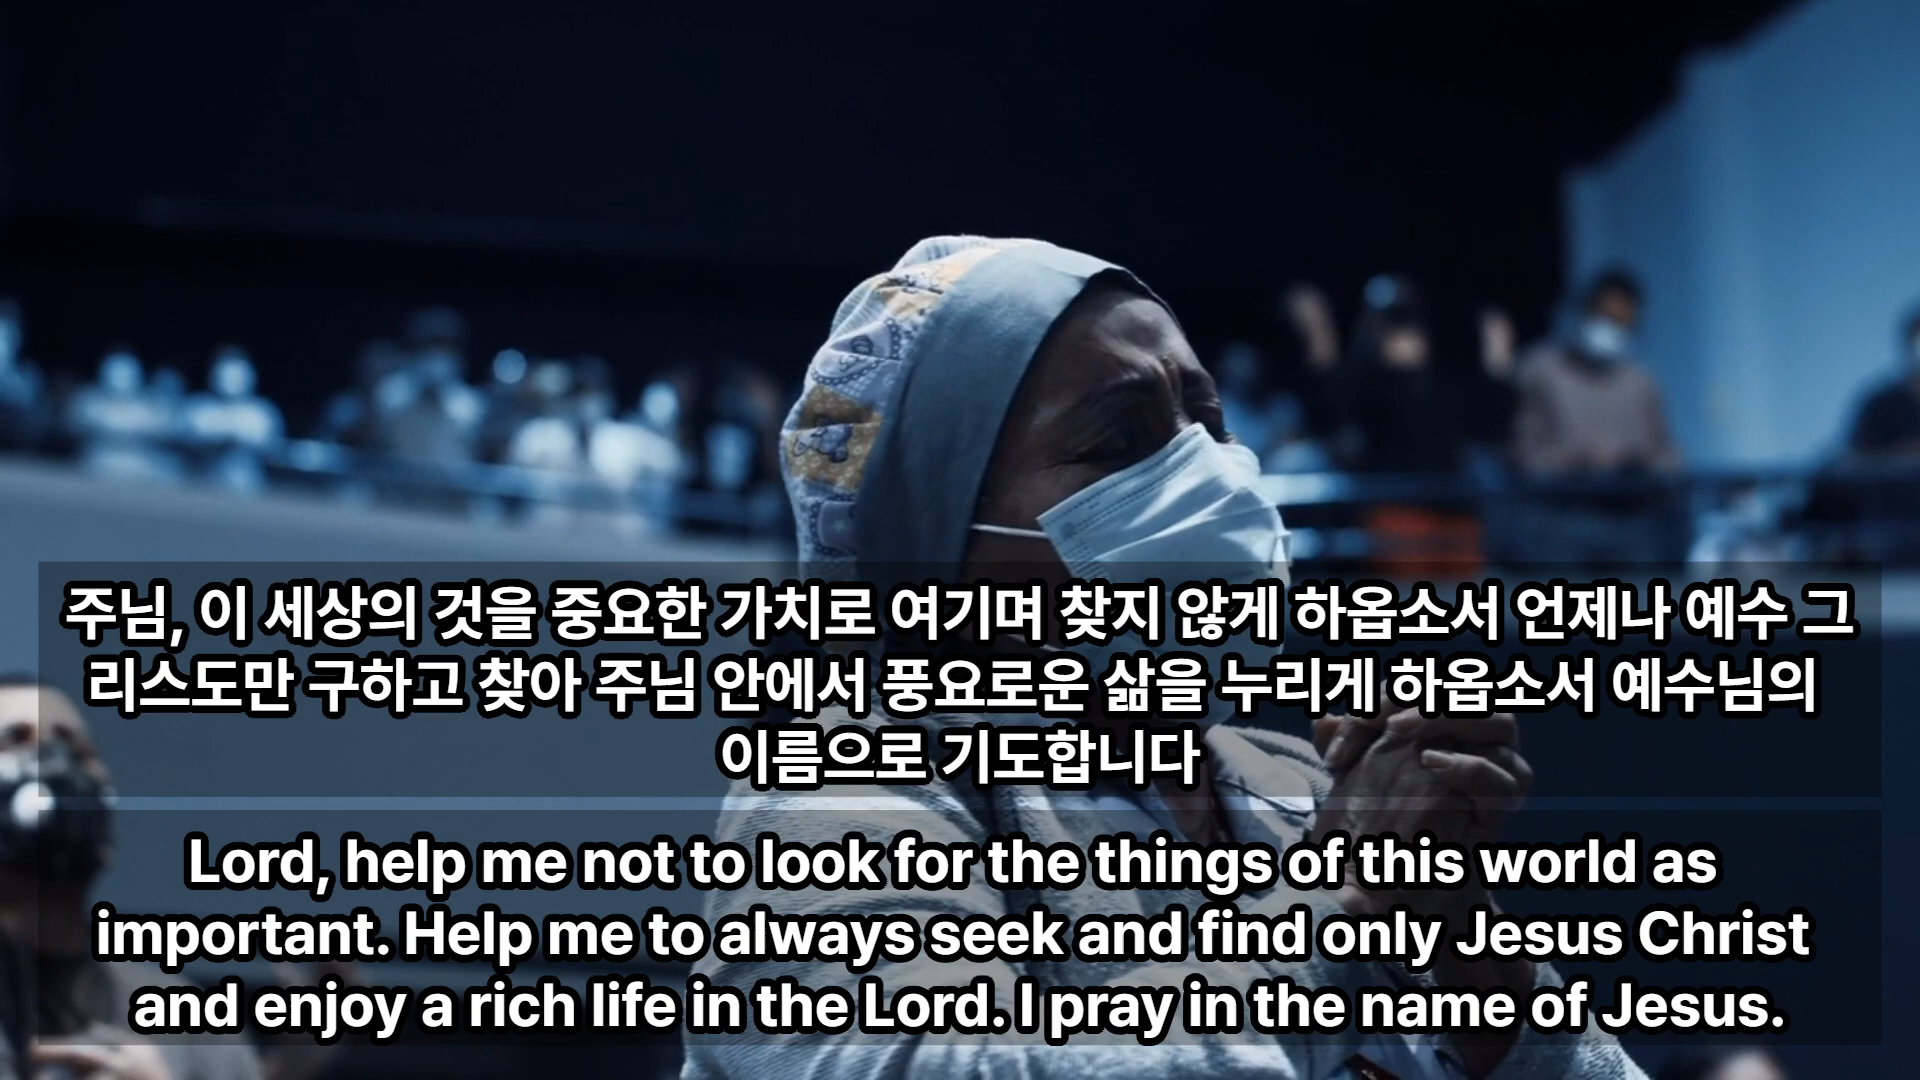 주님, 이 세상의 것을 중요한 가치로 여기며 찾지 않게 하옵소서 언제나 예수 그
리스도만 구하고 찾아 주님 안에서 풍요로운 삶을 누리게 하옵소서 예수님의
이름으로 기도합니다
Lord, help me not to look for the things of this world as
important. Help me to always seek and find only Jesus Christ
and enjoy a rich life in the Lord. I pray in the name of Jesus.